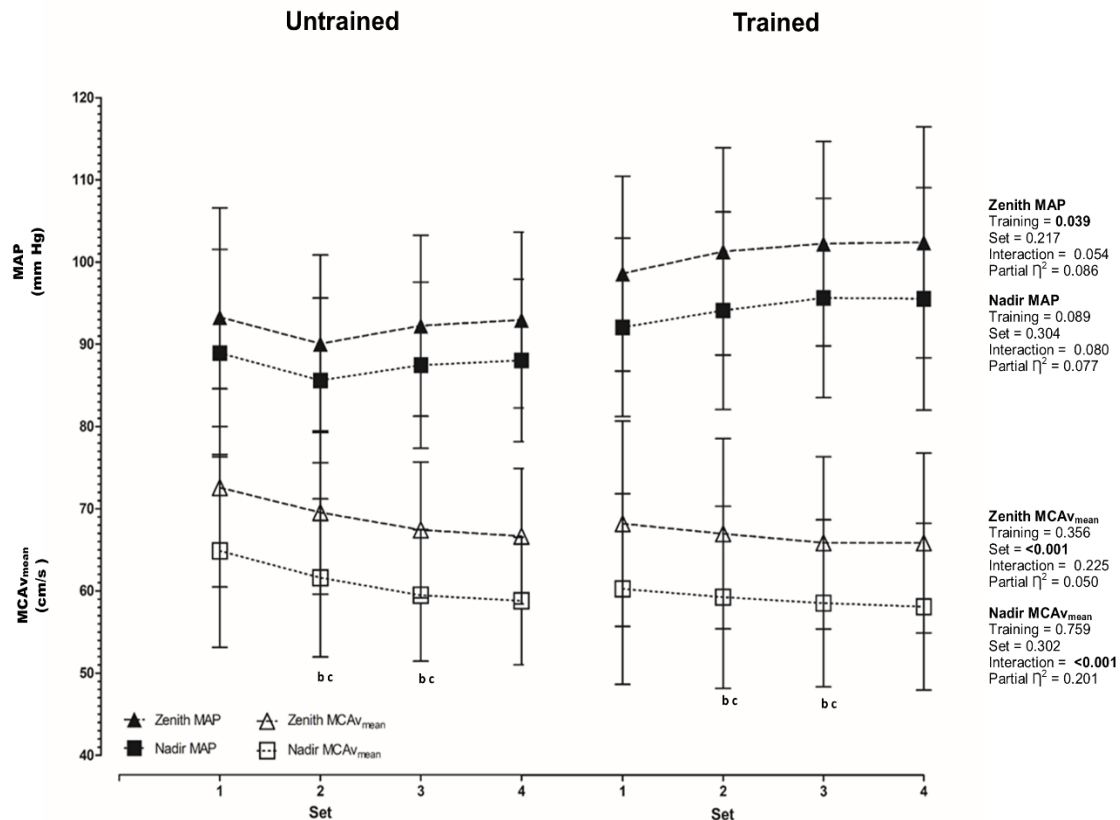 Untrained
Trained
120
110
100
90
80
70
60
50
40
MAP
(mm Hg)
MCAvmean
(cm/s )
b c
b c
b c
b c
Zenith MAP
Nadir MAP
Zenith MCAvmean
Nadir MCAvmean
1 2 3 4
Set
1 2 3 4
Set
Zenith MAP
Training = 0.039
Set = 0.217
Interaction = 0.054
Partial Ƞ² = 0.086
Nadir MAP
Training = 0.089
Set = 0.304
Interaction = 0.080
Partial Ƞ² = 0.077
Zenith MCAvmean
Training = 0.356
Set = <0.001
Interaction = 0.225
Partial Ƞ² = 0.050
Nadir MCAvmean
Training = 0.759
Set = 0.302
Interaction = <0.001
Partial Ƞ² = 0.201